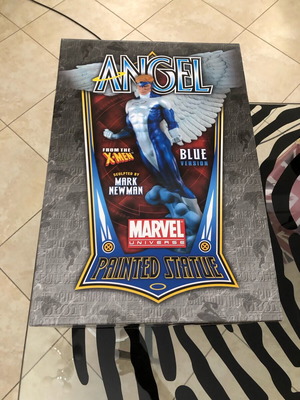 ANGEL
FROM THE
X-MEN
SCULPTED BY
MARK
NEWMAN
BLUE
VERSION
MARVEL
UNIVERSE
PAINTED STATUE